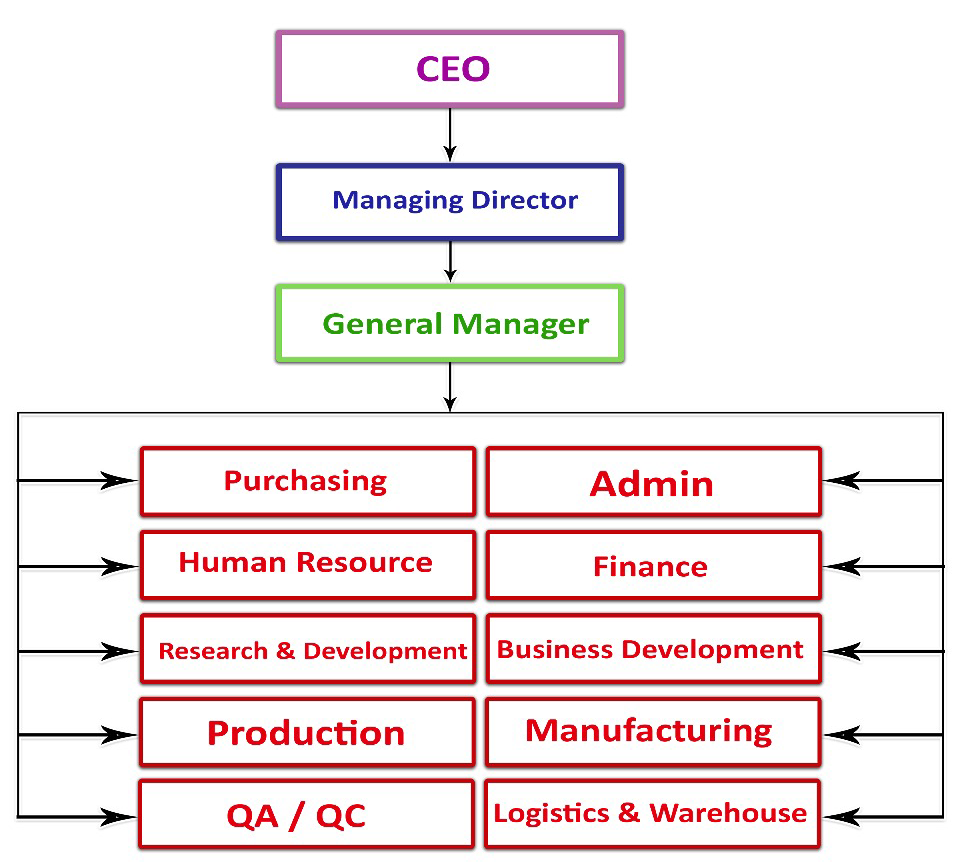 CEO
Managing Director
General Manager
Purchasing
Admin
Human Resource
Finance
Research & Development
Business Development
Production
Manufacturing
QA / QC
Logistics & Warehouse